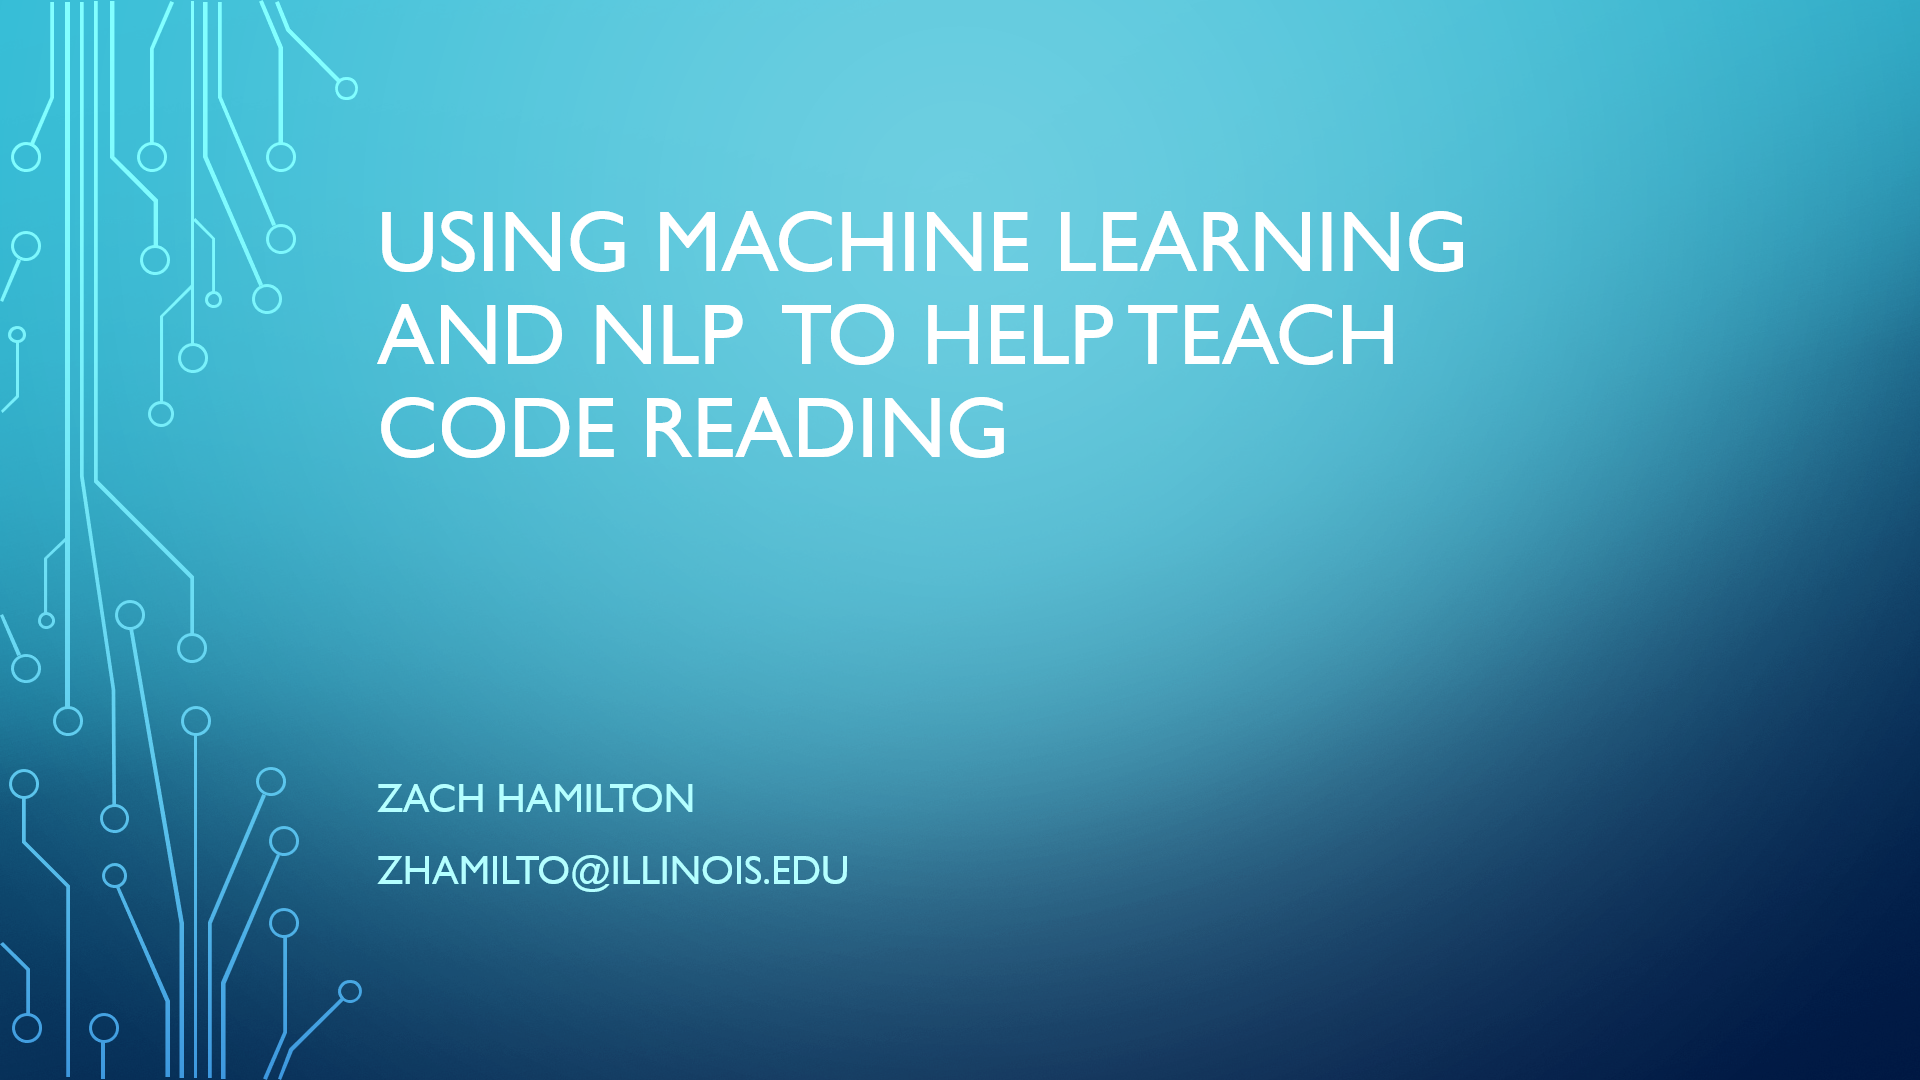 USING MACHINE LEARNING
AND NLP TO HELP TEACH
CODE READING
ZACH HAMILTON
ZHAMILTO@ILLINOIS.EDU